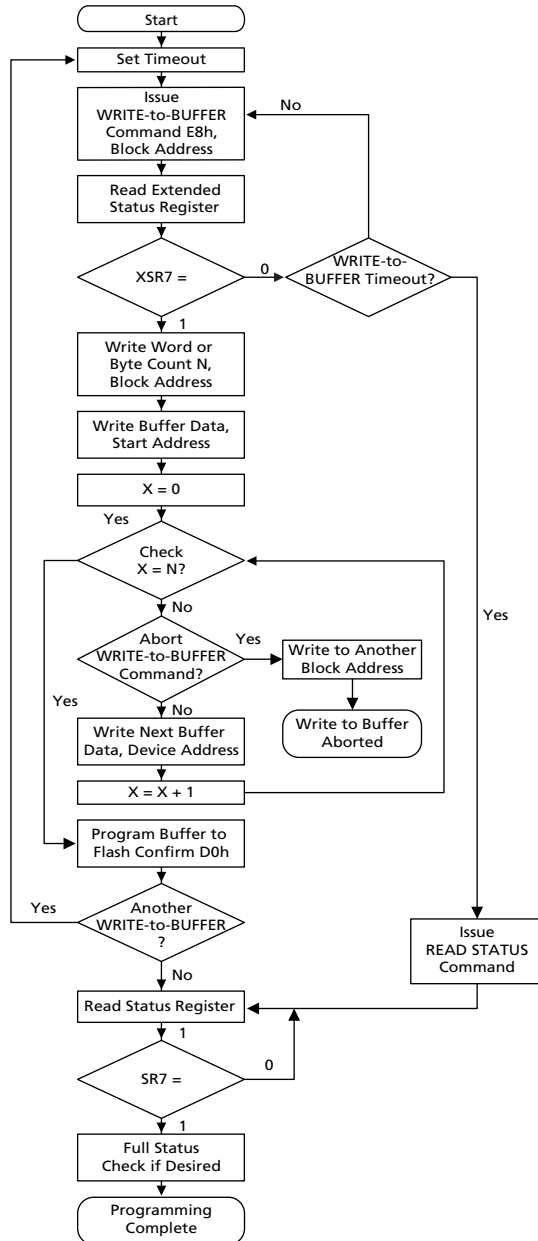 Start
Set Timeout
Issue
WRITE-to-BUFFER
Command E8h,
Block Address
No
Read Extended
Status Register
XSR7 =
0
WRITE-to-
BUFFER Timeout?
1
Write Word or
Byte Count N,
Block Address
Write Buffer Data,
Start Address
X = 0
Yes
Check
X = N?
No
Yes
Abort
WRITE-to-BUFFER
Command?
Yes
Write to Another
Block Address
Yes
No
Write to Buffer
Aborted
Write Next Buffer
Data, Device Address
X = X + 1
Program Buffer to
Flash Confirm D0h
Yes
Another
WRITE-to-BUFFER
?
Issue
READ STATUS
Command
No
Read Status Register
1
SR7 =
0
1
Full Status
Check if Desired
Programming
Complete